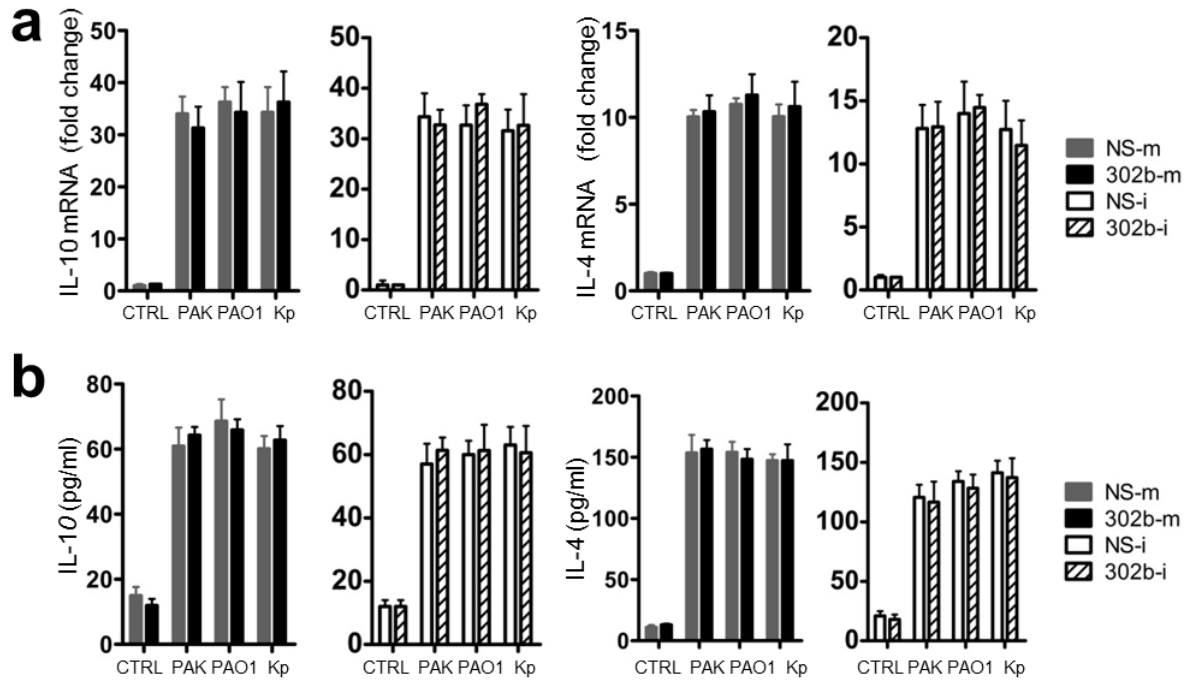 a
IL-10 mRNA (fold change)
50
40
30
20
10
0
CTRL PAK PAO1 Kp
50
40
30
20
10
0
CTRL PAK PAO1 Kp
IL-4 mRNA (fold change)
15
10
5
0
CTRL PAK PAO1 Kp
20
15
10
5
0
CTRL PAK PAO1 Kp
NS-m
302b-m
NS-i
302b-i
b
IL-10 (pg/ml)
80
60
40
20
0
CTRL PAK PAO1 Kp
80
60
40
20
0
CTRL PAK PAO1 Kp
IL-4 (pg/ml)
200
150
100
50
0
CTRL PAK PAO1 Kp
200
150
100
50
0
CTRL PAK PAO1 Kp
NS-m
302b-m
NS-i
302b-i